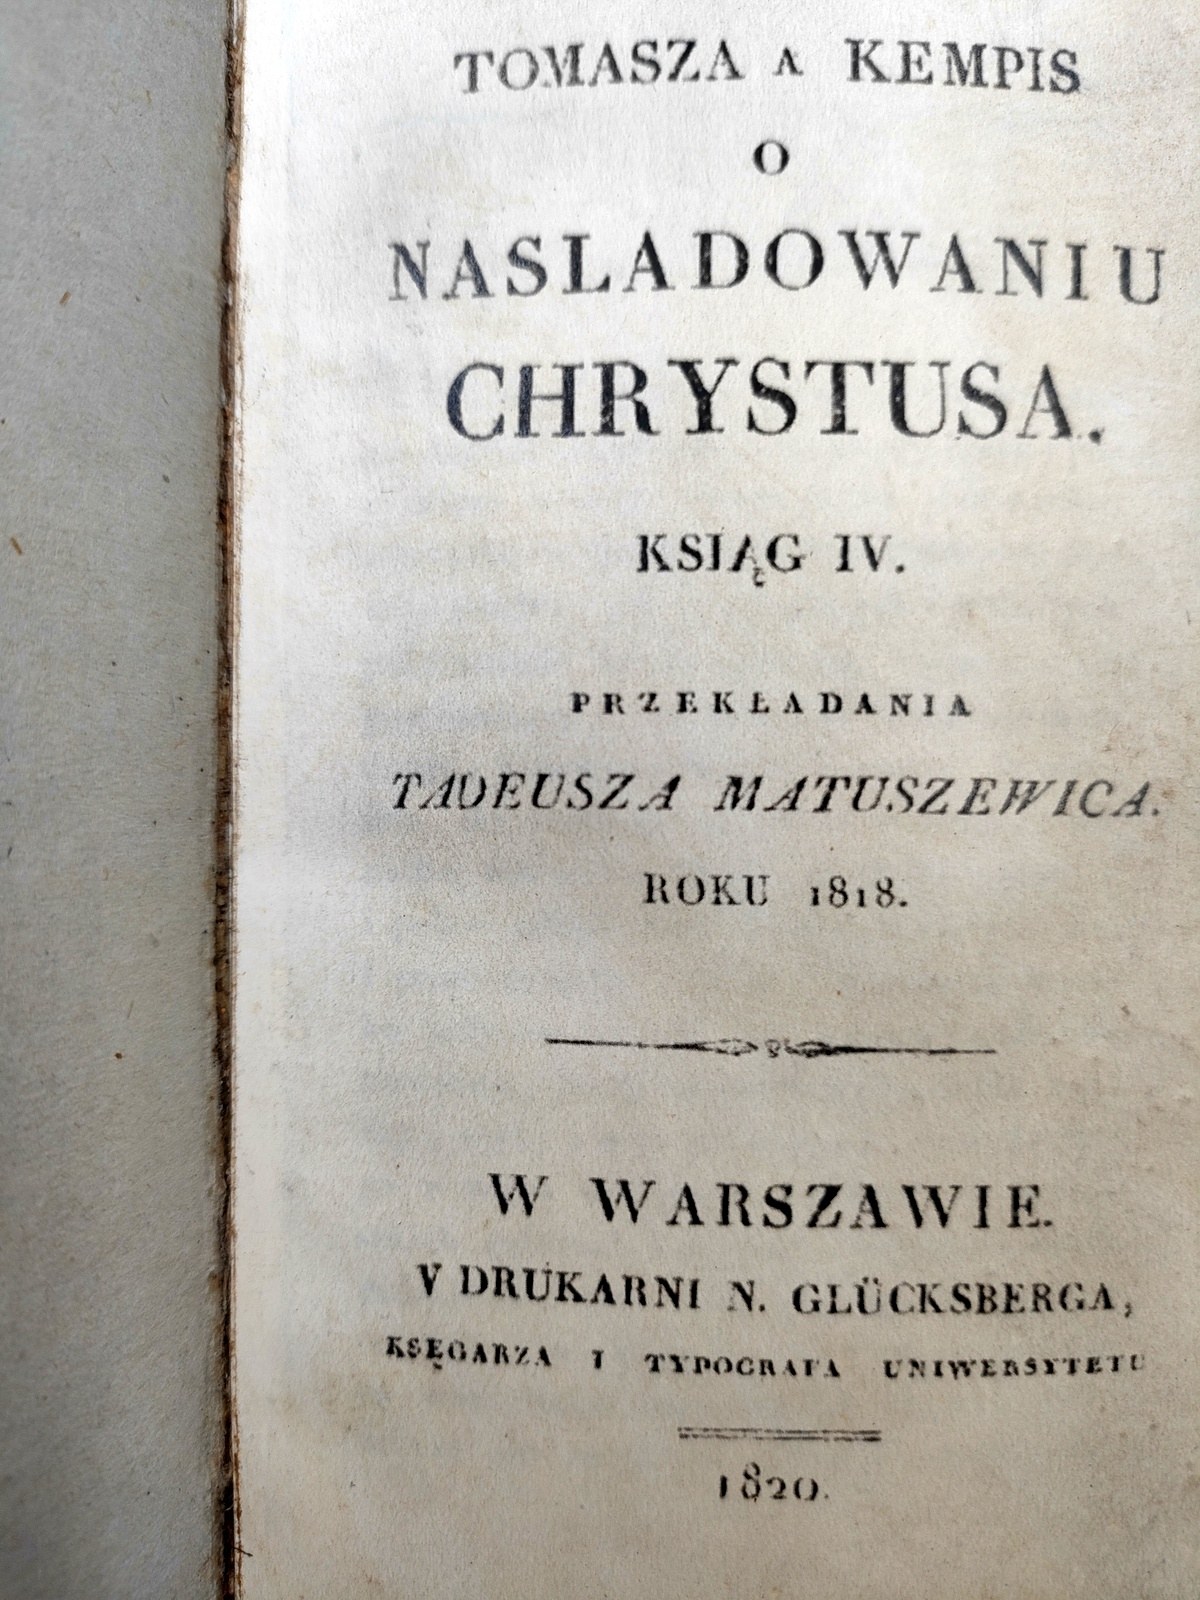 TOMASZA A KEMPIS
O
NASLADOWANIU
CHRYSTUSA.
KSIĄG IV.
PRZEKŁADANIA
TADEUSZA MATUSZEWICA.
ROKU 1818.
W WARSZAWIE.
V DRUKARNI N. GLÜCKSBERGA,
KSIĘGARZA I TYPOGRAFA UNIWERSYTETU
1820.